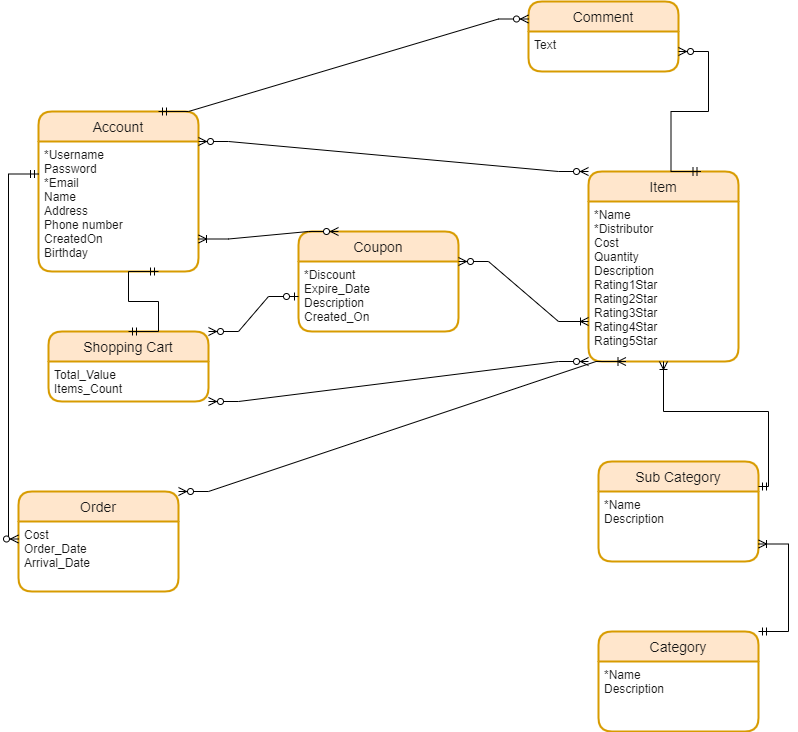 Comment
Text
Account
*Username
Password
*Email
Name
Address
Phone number
CreatedOn
Birthday
Item
*Name
*Distributor
Cost
Quantity
Description
Rating1Star
Rating2Star
Rating3Star
Rating4Star
Rating5Star
Coupon
*Discount
Expire_Date
Description
Created_On
Shopping Cart
Total_Value
Items_Count
Order
Cost
Order_Date
Arrival_Date
Sub Category
*Name
Description
Category
*Name
Description